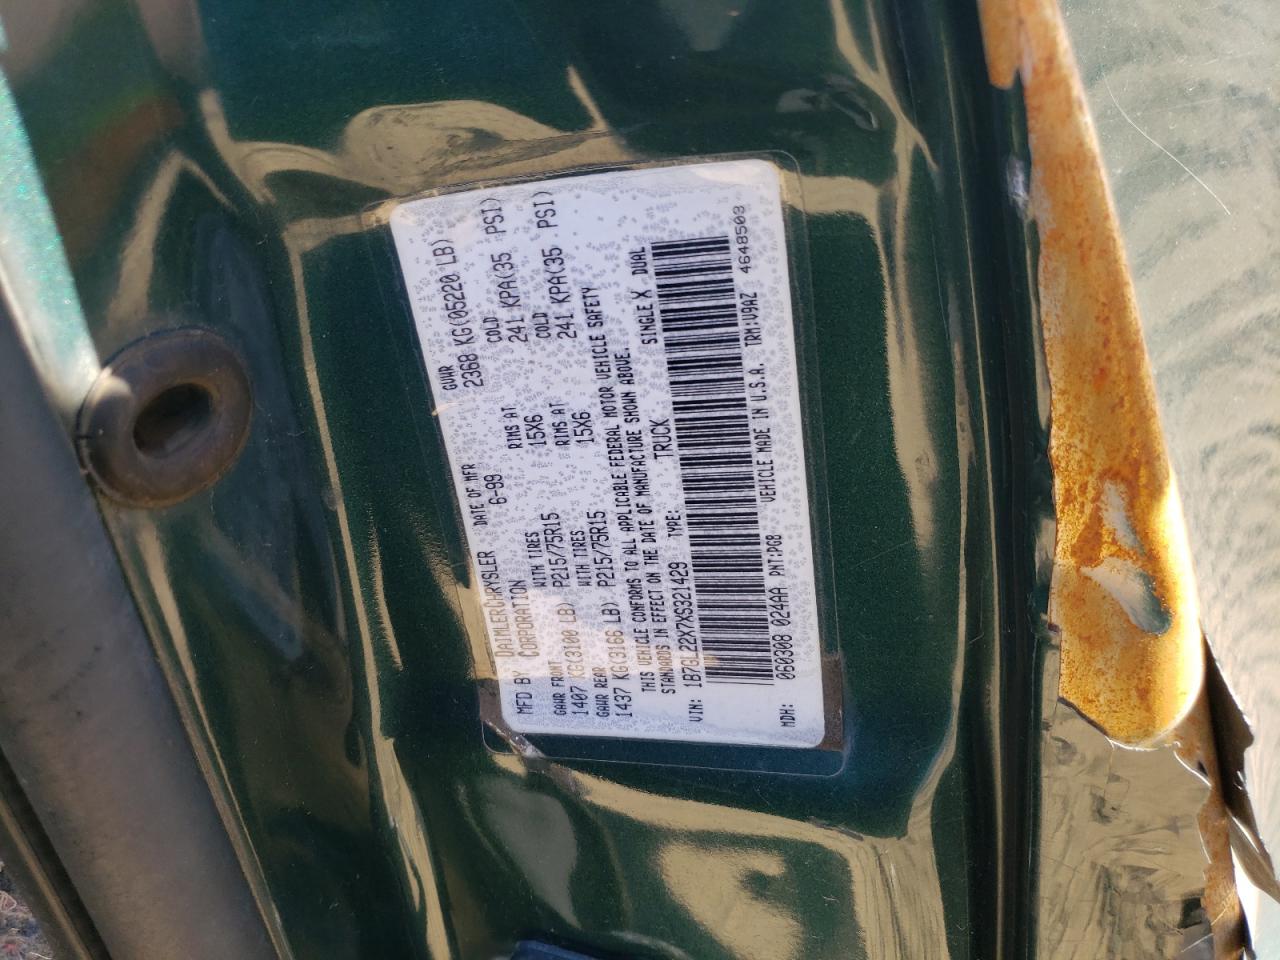 MFD BY DAIMLERCHRYSLER CORPORATION
DATE OF MFR 6-99
GVWR 2368 KG(05220 LB)
GAWR FRONT WITH TIRES RIMS AT COLD
1407 KG(3100 LB) P215/75R15 15X6 241 KPA(35 PSI)
GAWR REAR WITH TIRES RIMS AT COLD
1437 KG(3166 LB) P215/75R15 15X6 241 KPA(35 PSI)
THIS VEHICLE CONFORMS TO ALL APPLICABLE FEDERAL MOTOR VEHICLE SAFETY
STANDARDS IN EFFECT ON THE DATE OF MANUFACTURE SHOWN ABOVE.
VIN: 1B7GL22X7XS321429 TYPE: TRUCK SINGLE X DUAL
VEHICLE MADE IN U.S.A. TRM:V9AZ 4648503
MDH: 060308 024AA PNT:PG8